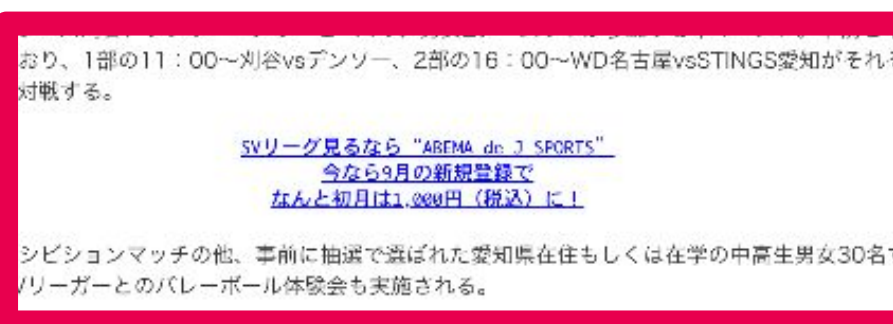 おり、1部の11：00〜刈谷vsデンソー、2部の16：00〜WD名古屋vsSTINGS愛知がそれ
対戦する。
SVリーグ見るなら “ABEMA de J SPORTS”
今なら9月の新規登録で
なんと初月は1,000円（税込）に！
シビションマッチの他、事前に抽選で選ばれた愛知県在住もしくは在学の中高生男女30名
リーガーとのバレーボール体験会も実施される。